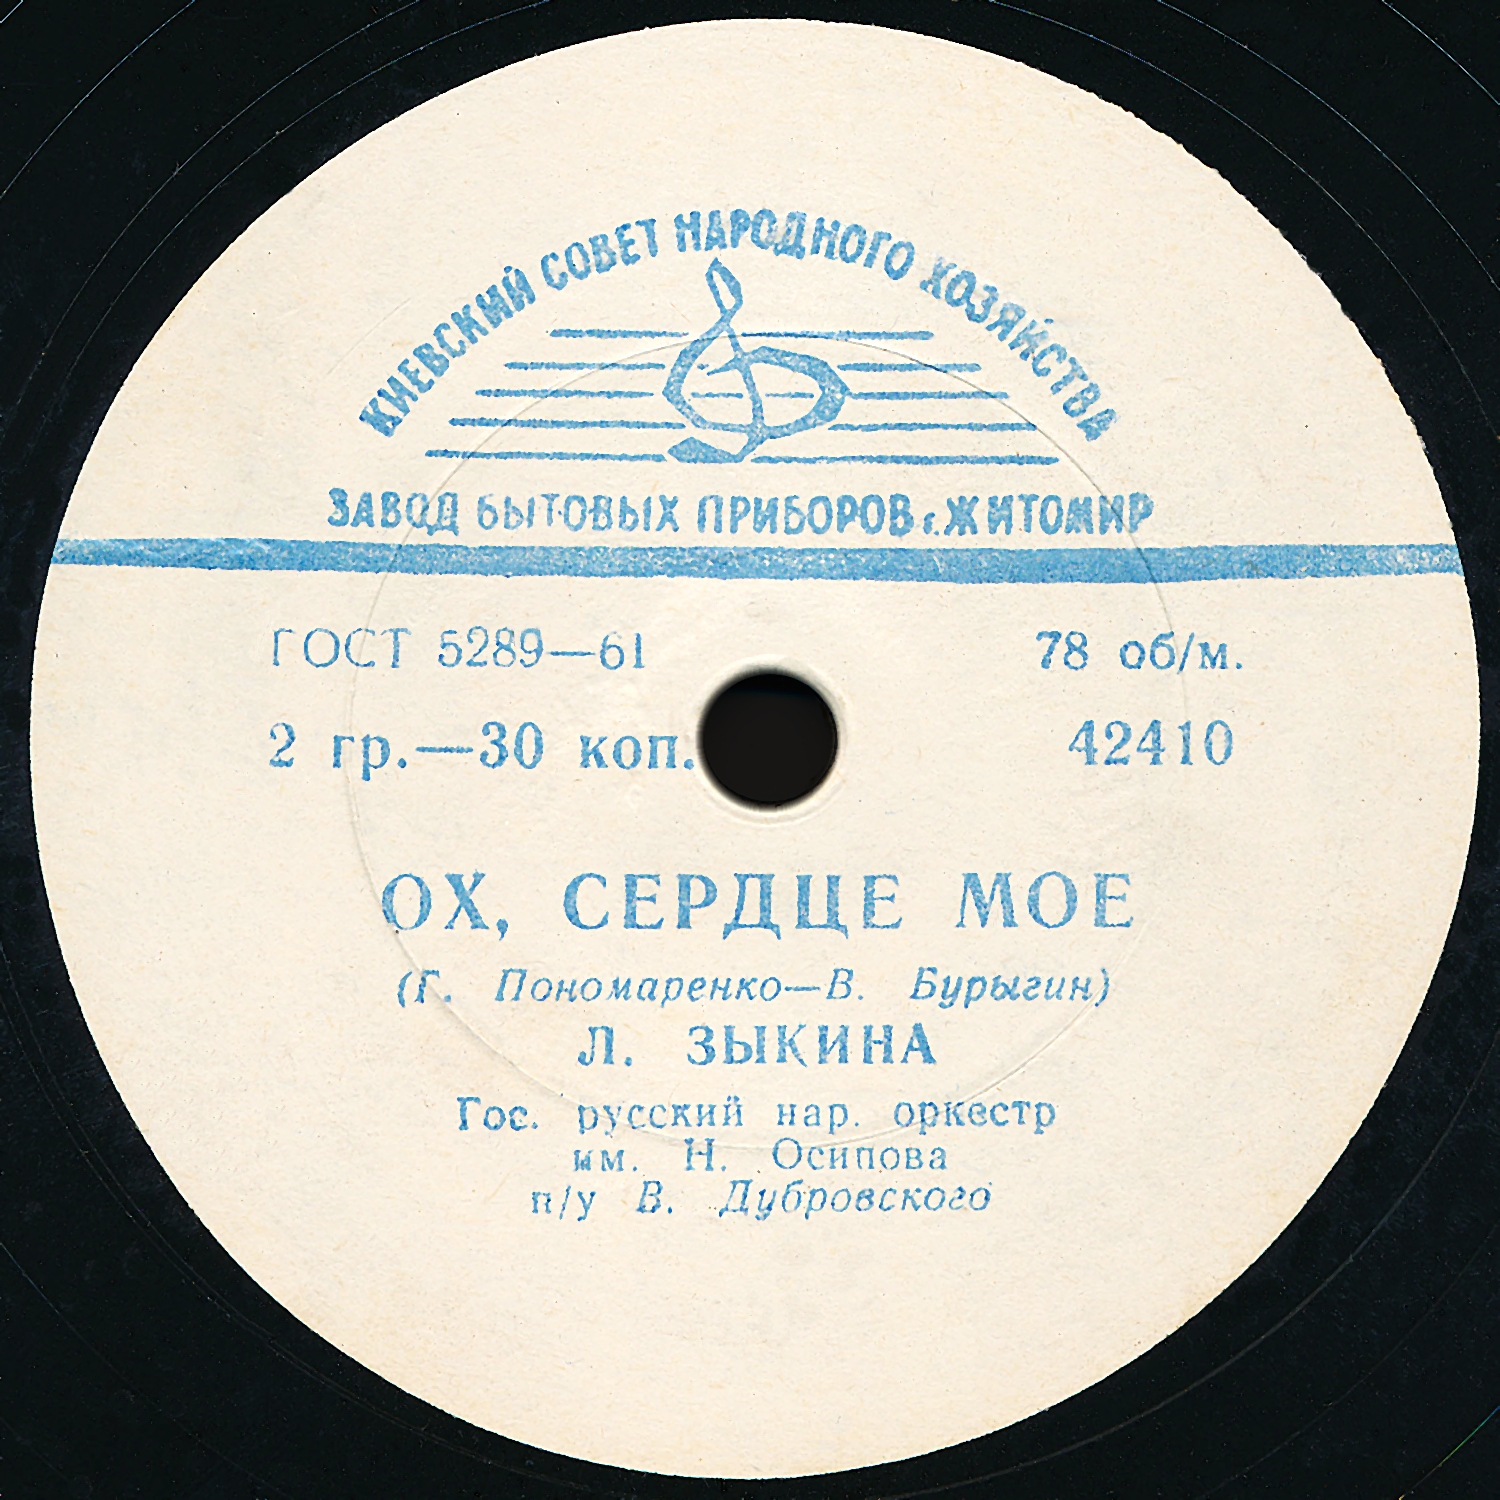 КИЕВСКИЙ СОВЕТ НАРОДНОГО ХОЗЯЙСТВА
ЗАВОД БЫТОВЫХ ПРИБОРОВ г. ЖИТОМИР
ГОСТ 5289—61 78 об/м.
2 гр.—30 коп. 42410
ОХ, СЕРДЦЕ МОЕ
(Г. Пономаренко—В. Бурыгин)
Л. ЗЫКИНА
Гос. русский нар. оркестр
им. Н. Осипова
п/у В. Дубровского